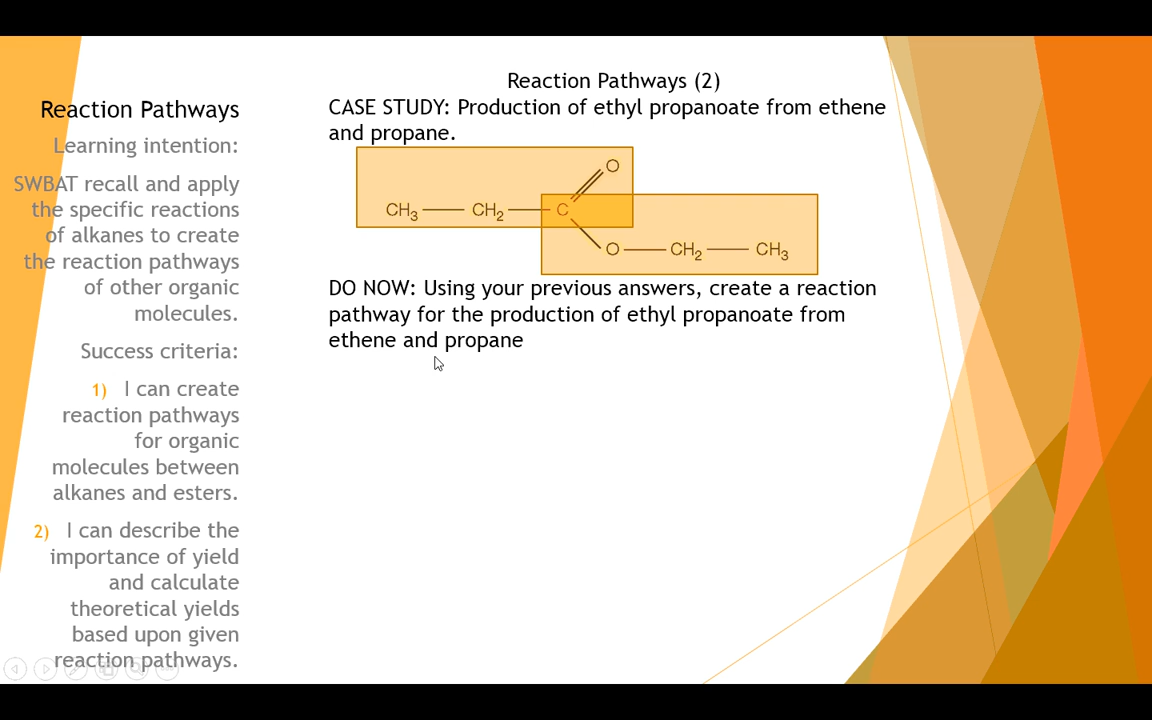 Reaction Pathways
Learning intention:
SWBAT recall and apply
the specific reactions
of alkanes to create
the reaction pathways
of other organic
molecules.
Success criteria:
1) I can create
reaction pathways
for organic
molecules between
alkanes and esters.
2) I can describe the
importance of yield
and calculate
theoretical yields
based upon given
reaction pathways.
Reaction Pathways (2)
CASE STUDY: Production of ethyl propanoate from ethene
and propane.
O
CH₃ CH₂ C
O CH₂ CH₃
DO NOW: Using your previous answers, create a reaction
pathway for the production of ethyl propanoate from
ethene and propane